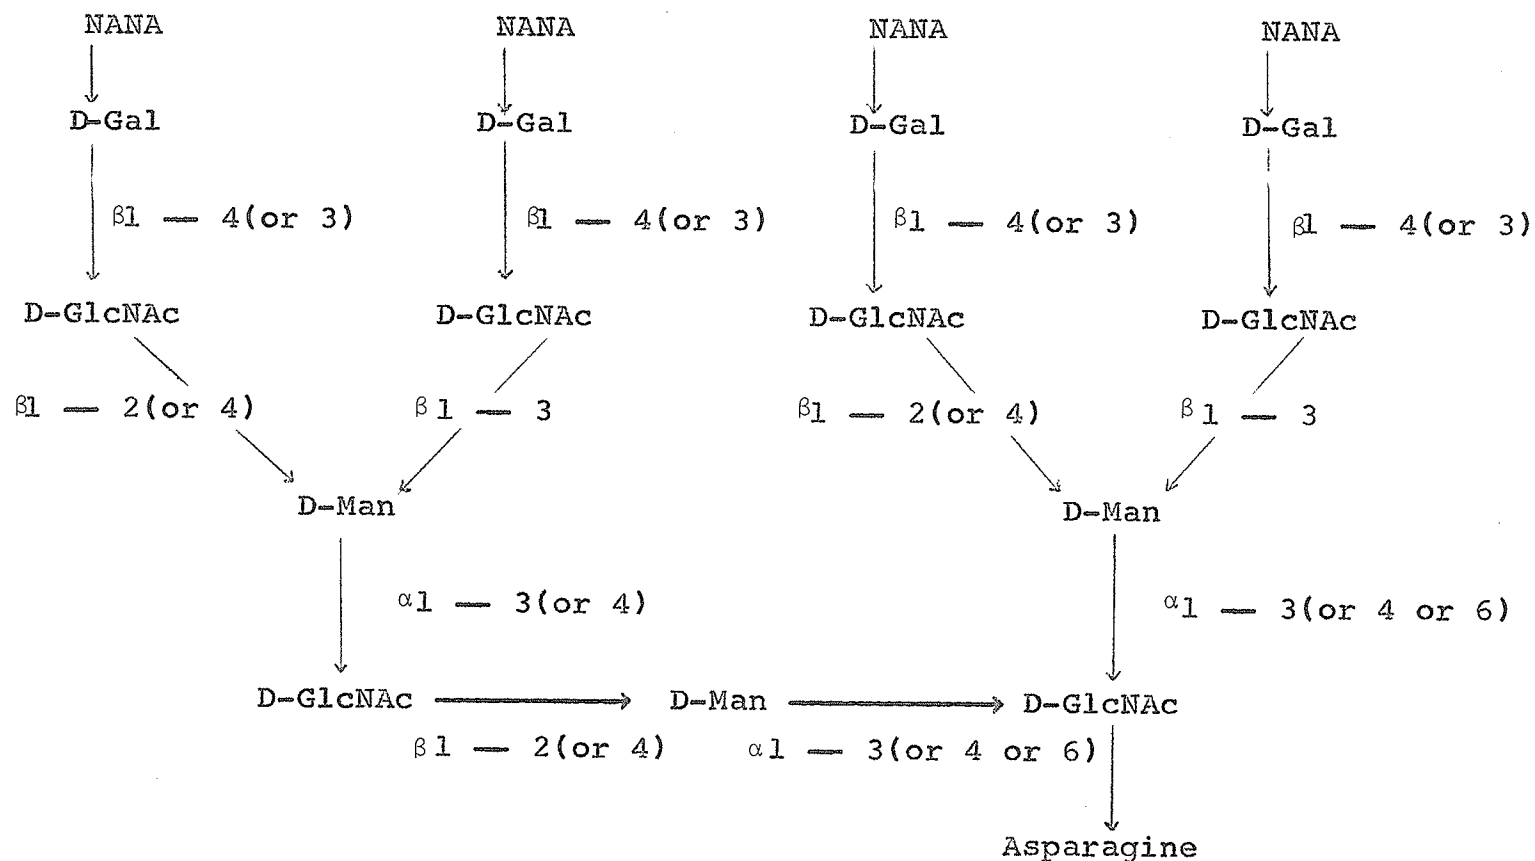 NANA NANA NANA NANA
D-Gal D-Gal D-Gal D-Gal
β1 — 4(or 3) β1 — 4(or 3) β1 — 4(or 3) β1 — 4(or 3)
D-GlcNAc D-GlcNAc D-GlcNAc D-GlcNAc
β1 — 2(or 4) β1 — 3 β1 — 2(or 4) β1 — 3
D-Man D-Man
α1 — 3(or 4) α1 — 3(or 4 or 6)
D-GlcNAc D-Man D-GlcNAc
β1 — 2(or 4) α1 — 3(or 4 or 6)
Asparagine